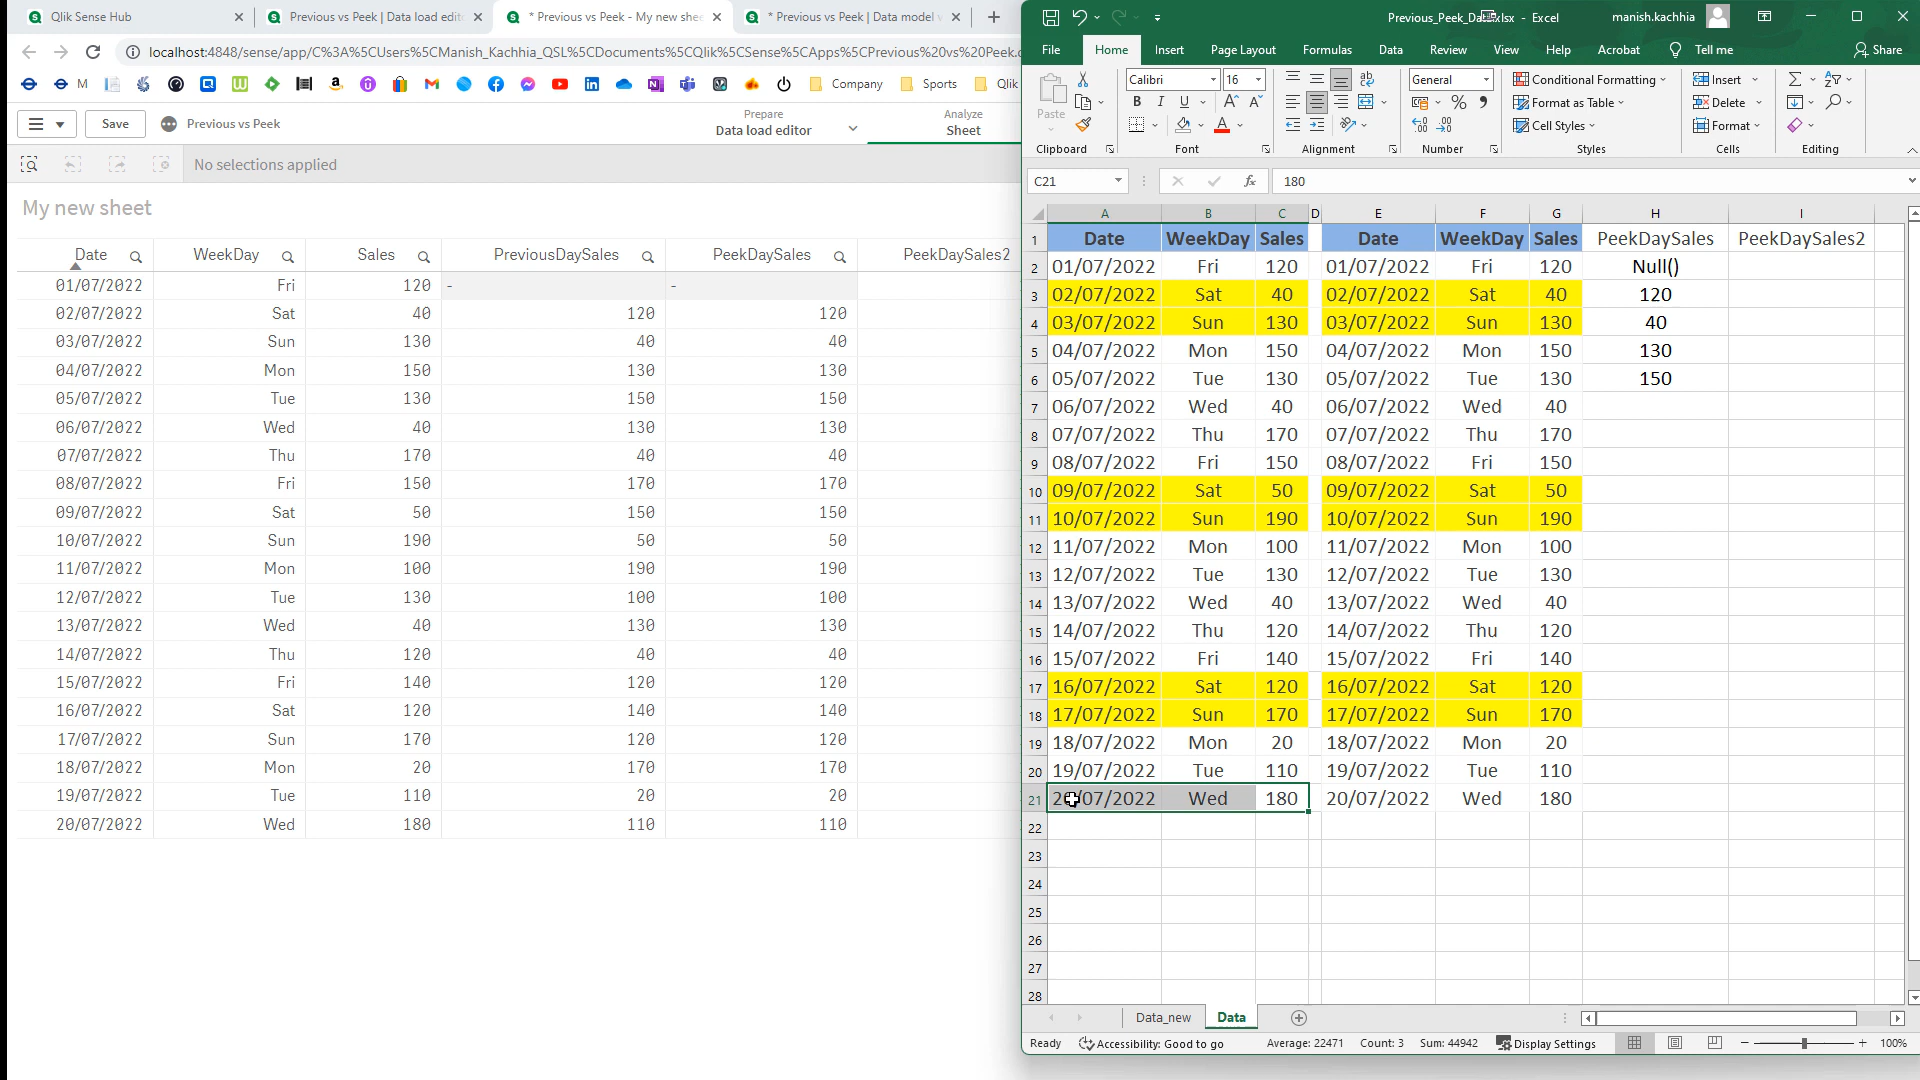 Qlik Sense Hub
Previous vs Peek | Data load edit
* Previous vs Peek - My new shee
* Previous vs Peek | Data model v
localhost:4848/sense/app/C%3A%5CUsers%5CManish_Kachhia_QSL%5CDocuments%5CQlik%5CSense%5CApps%5CPrevious%20vs%20Peek.
M
Company
Sports
Qlik
Save
Previous vs Peek
Prepare
Data load editor
Analyze
Sheet
No selections applied
My new sheet
Date WeekDay Sales PreviousDaySales PeekDaySales PeekDaySales2
01/07/2022 Fri 120 - -
02/07/2022 Sat 40 120 120
03/07/2022 Sun 130 40 40
04/07/2022 Mon 150 130 130
05/07/2022 Tue 130 150 150
06/07/2022 Wed 40 130 130
07/07/2022 Thu 170 40 40
08/07/2022 Fri 150 170 170
09/07/2022 Sat 50 150 150
10/07/2022 Sun 190 50 50
11/07/2022 Mon 100 190 190
12/07/2022 Tue 130 100 100
13/07/2022 Wed 40 130 130
14/07/2022 Thu 120 40 40
15/07/2022 Fri 140 120 120
16/07/2022 Sat 120 140 140
17/07/2022 Sun 170 120 120
18/07/2022 Mon 20 170 170
19/07/2022 Tue 110 20 20
20/07/2022 Wed 180 110 110
manish.kachhia
File Home Insert Page Layout Formulas Data Review View Help Acrobat Tell me Share
Paste
Calibri 16
B I U
General
Conditional Formatting
Format as Table
Cell Styles
Insert
Delete
Format
Clipboard Font Alignment Number Styles Cells Editing
C21 fx 180
A B C D E F G H I
1 Date WeekDay Sales Date WeekDay Sales PeekDaySales PeekDaySales2
2 01/07/2022 Fri 120 01/07/2022 Fri 120 Null()
3 02/07/2022 Sat 40 02/07/2022 Sat 40 120
4 03/07/2022 Sun 130 03/07/2022 Sun 130 40
5 04/07/2022 Mon 150 04/07/2022 Mon 150 130
6 05/07/2022 Tue 130 05/07/2022 Tue 130 150
7 06/07/2022 Wed 40 06/07/2022 Wed 40
8 07/07/2022 Thu 170 07/07/2022 Thu 170
9 08/07/2022 Fri 150 08/07/2022 Fri 150
10 09/07/2022 Sat 50 09/07/2022 Sat 50
11 10/07/2022 Sun 190 10/07/2022 Sun 190
12 11/07/2022 Mon 100 11/07/2022 Mon 100
13 12/07/2022 Tue 130 12/07/2022 Tue 130
14 13/07/2022 Wed 40 13/07/2022 Wed 40
15 14/07/2022 Thu 120 14/07/2022 Thu 120
16 15/07/2022 Fri 140 15/07/2022 Fri 140
17 16/07/2022 Sat 120 16/07/2022 Sat 120
18 17/07/2022 Sun 170 17/07/2022 Sun 170
19 18/07/2022 Mon 20 18/07/2022 Mon 20
20 19/07/2022 Tue 110 19/07/2022 Tue 110
21 20/07/2022 Wed 180 20/07/2022 Wed 180
22
23
24
25
26
27
28
Data_new Data
Ready Accessibility: Good to go Average: 22471 Count: 3 Sum: 44942 Display Settings 100%